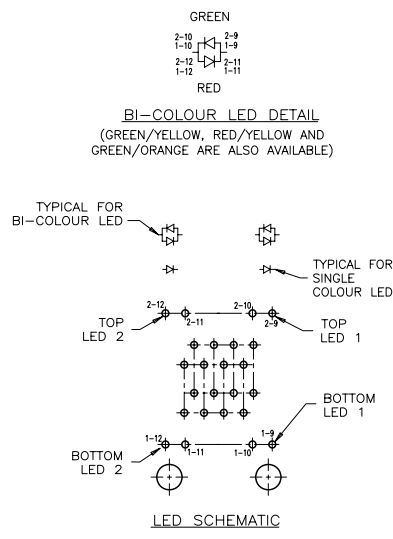 GREEN
2-10 2-9
1-10 1-9
2-12 2-11
1-12 1-11
RED
BI-COLOUR LED DETAIL
(GREEN/YELLOW, RED/YELLOW AND
GREEN/ORANGE ARE ALSO AVAILABLE)
TYPICAL FOR
BI-COLOUR LED
TYPICAL FOR
SINGLE
COLOUR LED
2-12 2-10
2-11 2-9
TOP
LED 2
TOP
LED 1
BOTTOM
LED 1
1-12 1-9
1-11 1-10
BOTTOM
LED 2
LED SCHEMATIC